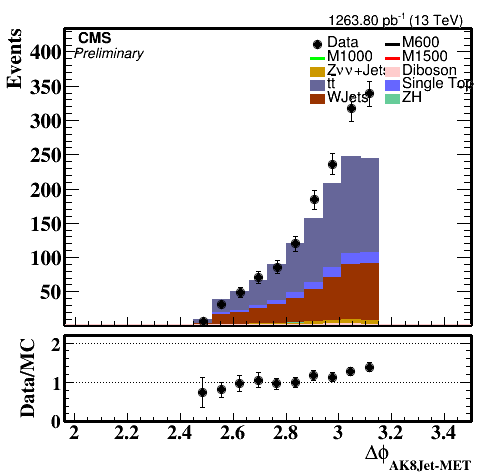 1263.80 pb⁻¹ (13 TeV)
CMS
Preliminary
Data
M600
M1000
M1500
Zνν+Jets
Diboson
tt
Single Top
WJets
ZH
Events
400
350
300
250
200
150
100
50
Data/MC
2
1
0
2
2.2
2.4
2.6
2.8
3
3.2
3.4
Δϕ AK8Jet-MET